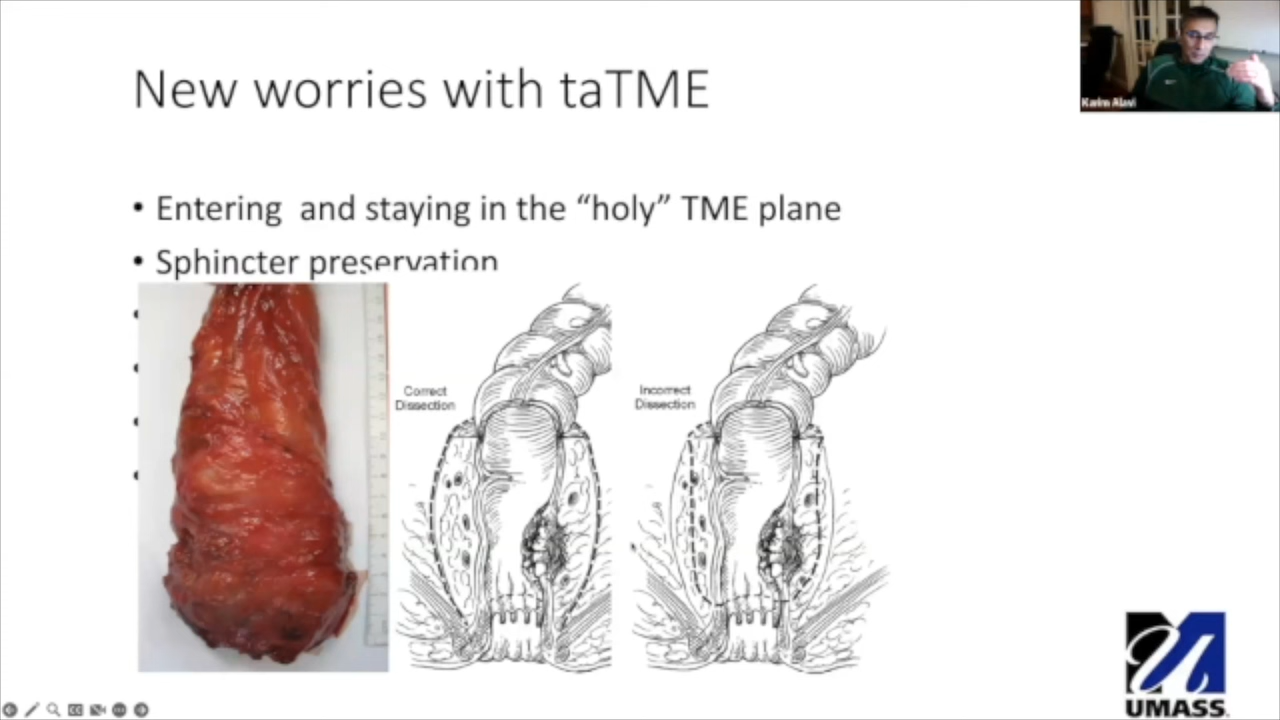 New worries with taTME
Karim Alavi
• Entering  and staying in the “holy” TME plane
• Sphincter preservation
Correct
Dissection
Incorrect
Dissection
UMASS